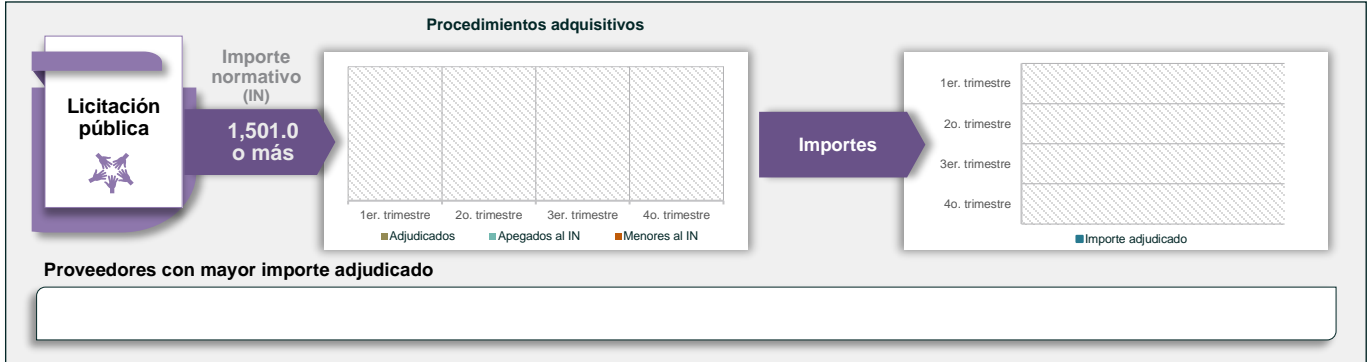 Procedimientos adquisitivos
Licitación
pública
Importe
normativo
(IN)
1,501.0
o más
1er. trimestre 2o. trimestre 3er. trimestre 4o. trimestre
Adjudicados Apegados al IN Menores al IN
Importes
1er. trimestre
2o. trimestre
3er. trimestre
4o. trimestre
Importe adjudicado
Proveedores con mayor importe adjudicado